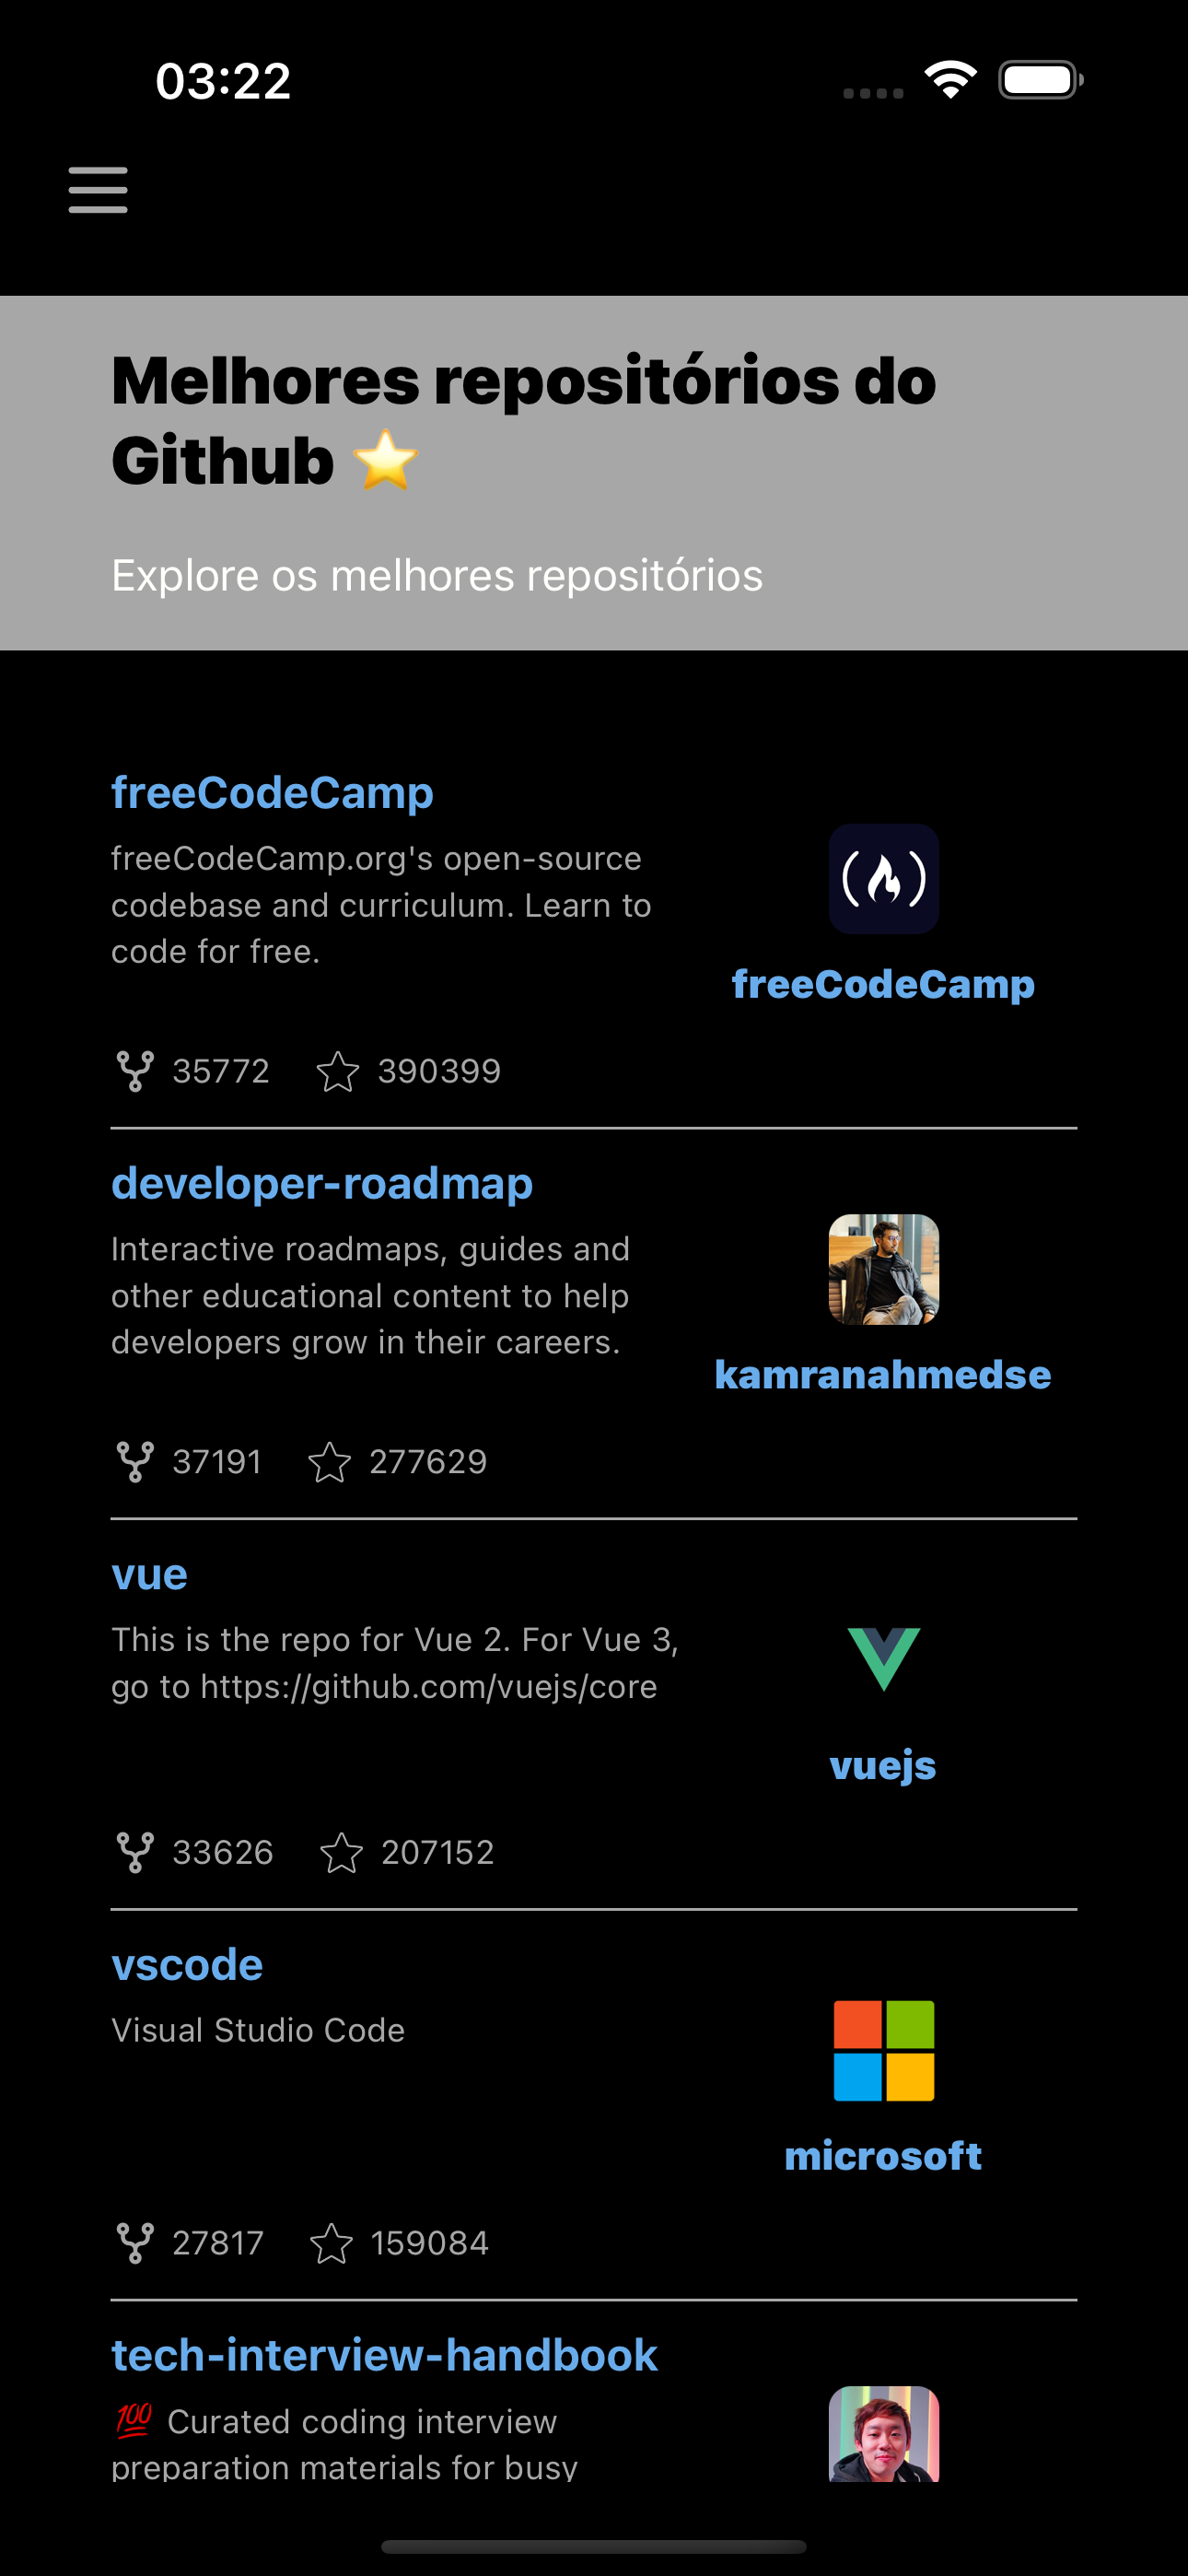 03:22
Melhores repositórios do
Github ⭐
Explore os melhores repositórios
freeCodeCamp
freeCodeCamp.org's open-source
codebase and curriculum. Learn to
code for free.
freeCodeCamp
35772 390399
developer-roadmap
Interactive roadmaps, guides and
other educational content to help
developers grow in their careers.
kamranahmedse
37191 277629
vue
This is the repo for Vue 2. For Vue 3,
go to https://github.com/vuejs/core
vuejs
33626 207152
vscode
Visual Studio Code
microsoft
27817 159084
tech-interview-handbook
💯 Curated coding interview
preparation materials for busy